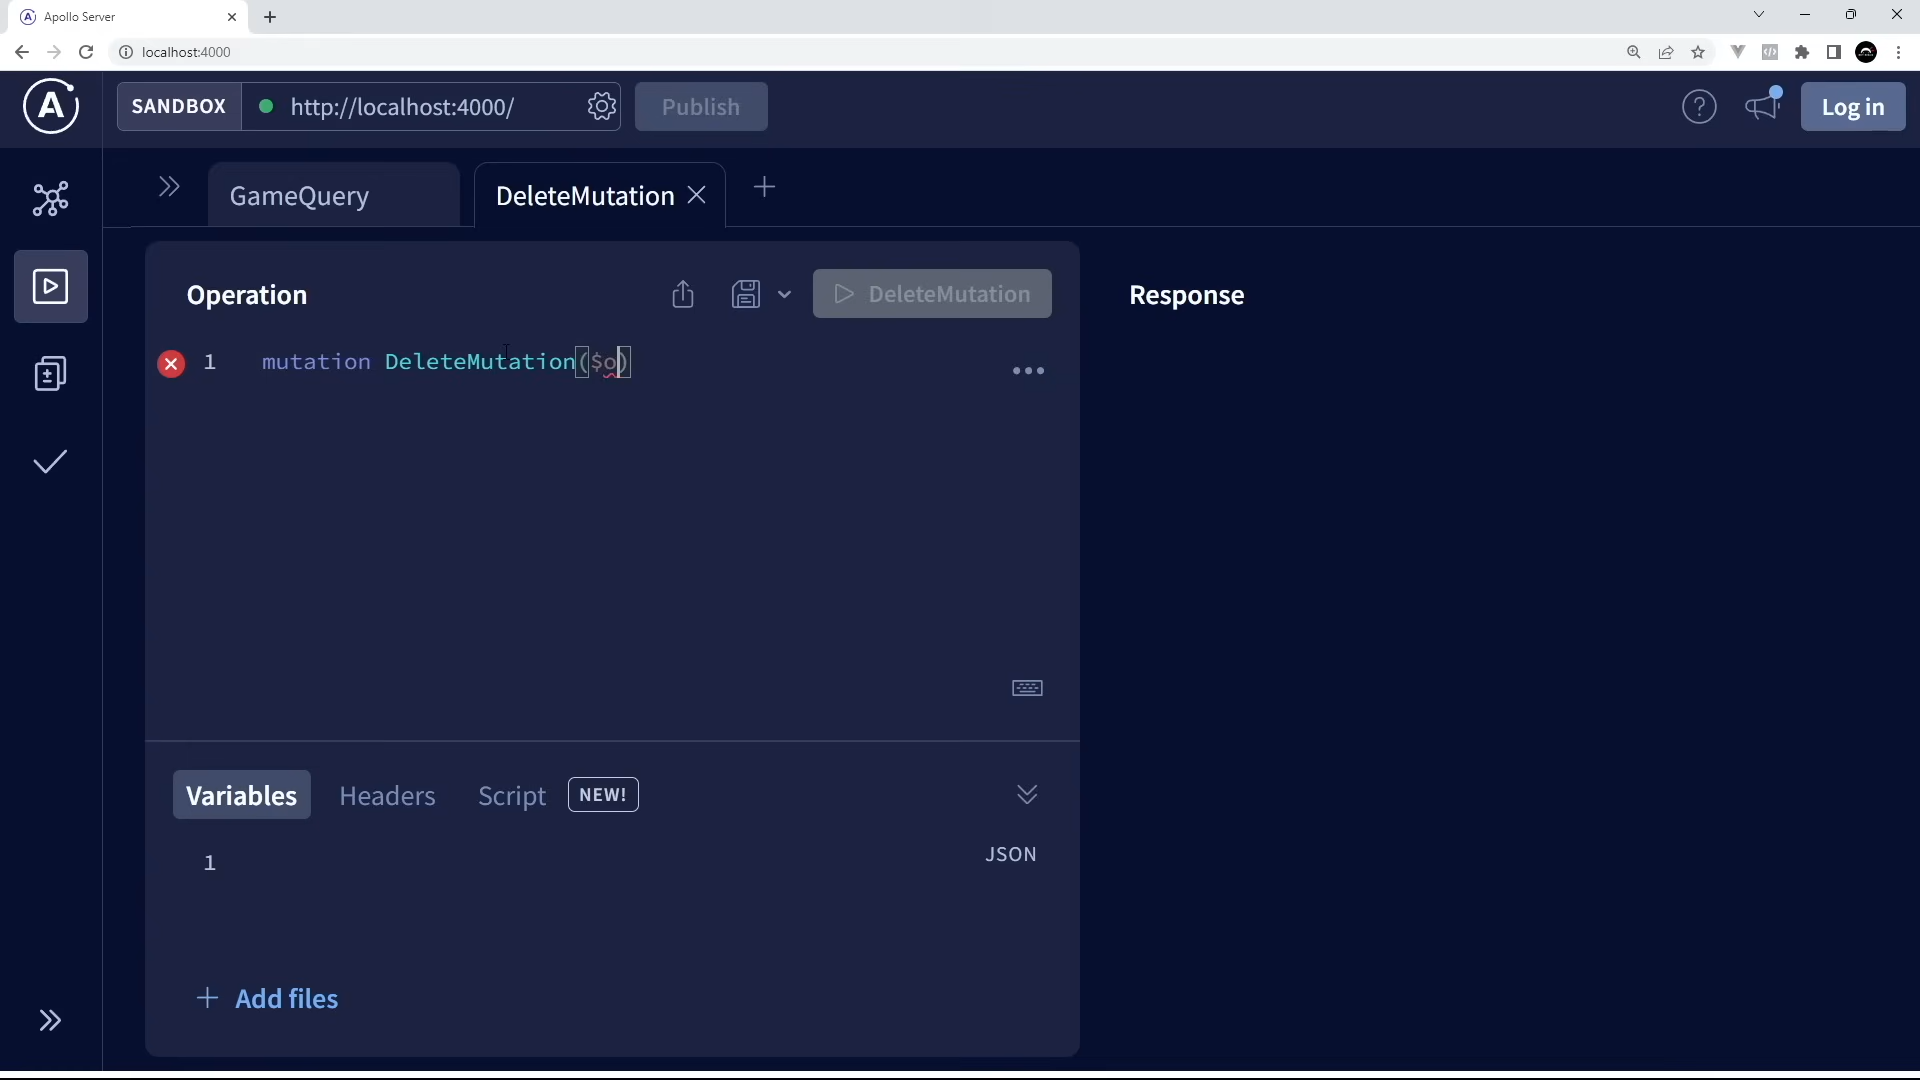 Apollo Server
localhost:4000
SANDBOX http://localhost:4000/ Publish Log in
GameQuery DeleteMutation
Operation DeleteMutation Response
1 mutation DeleteMutation($o)
Variables Headers Script NEW!
1 JSON
Add files